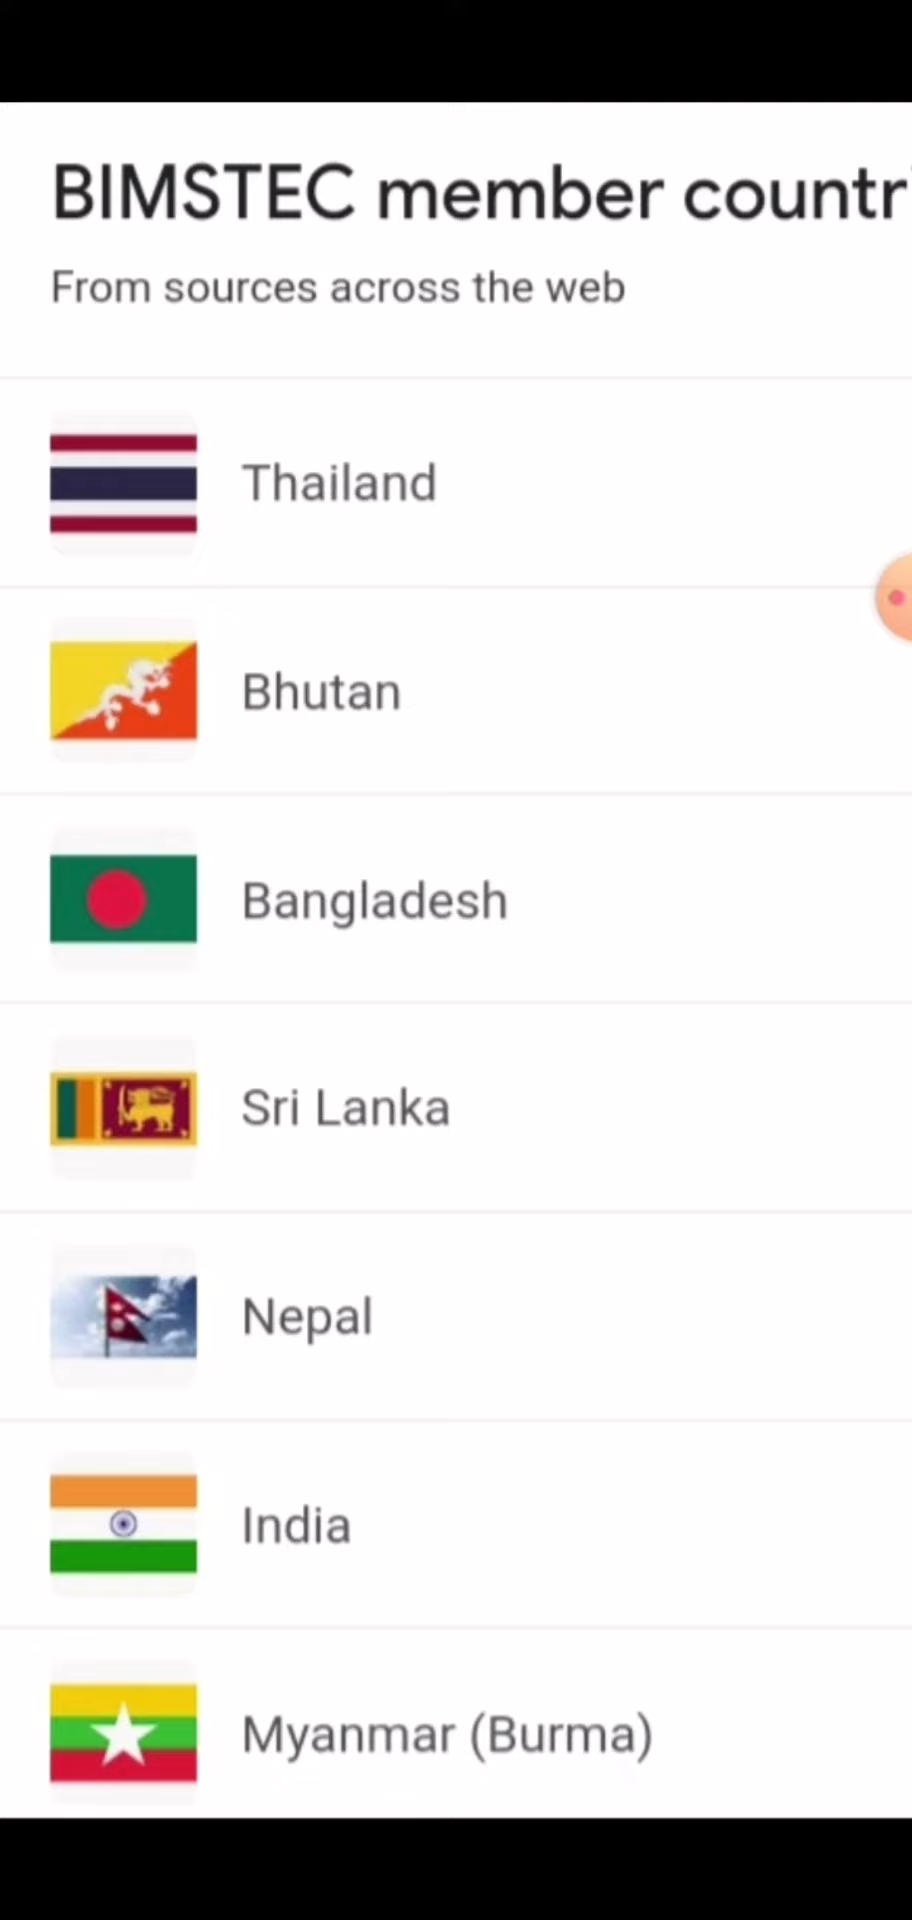 BIMSTEC member countr
From sources across the web
Thailand
Bhutan
Bangladesh
Sri Lanka
Nepal
India
Myanmar (Burma)